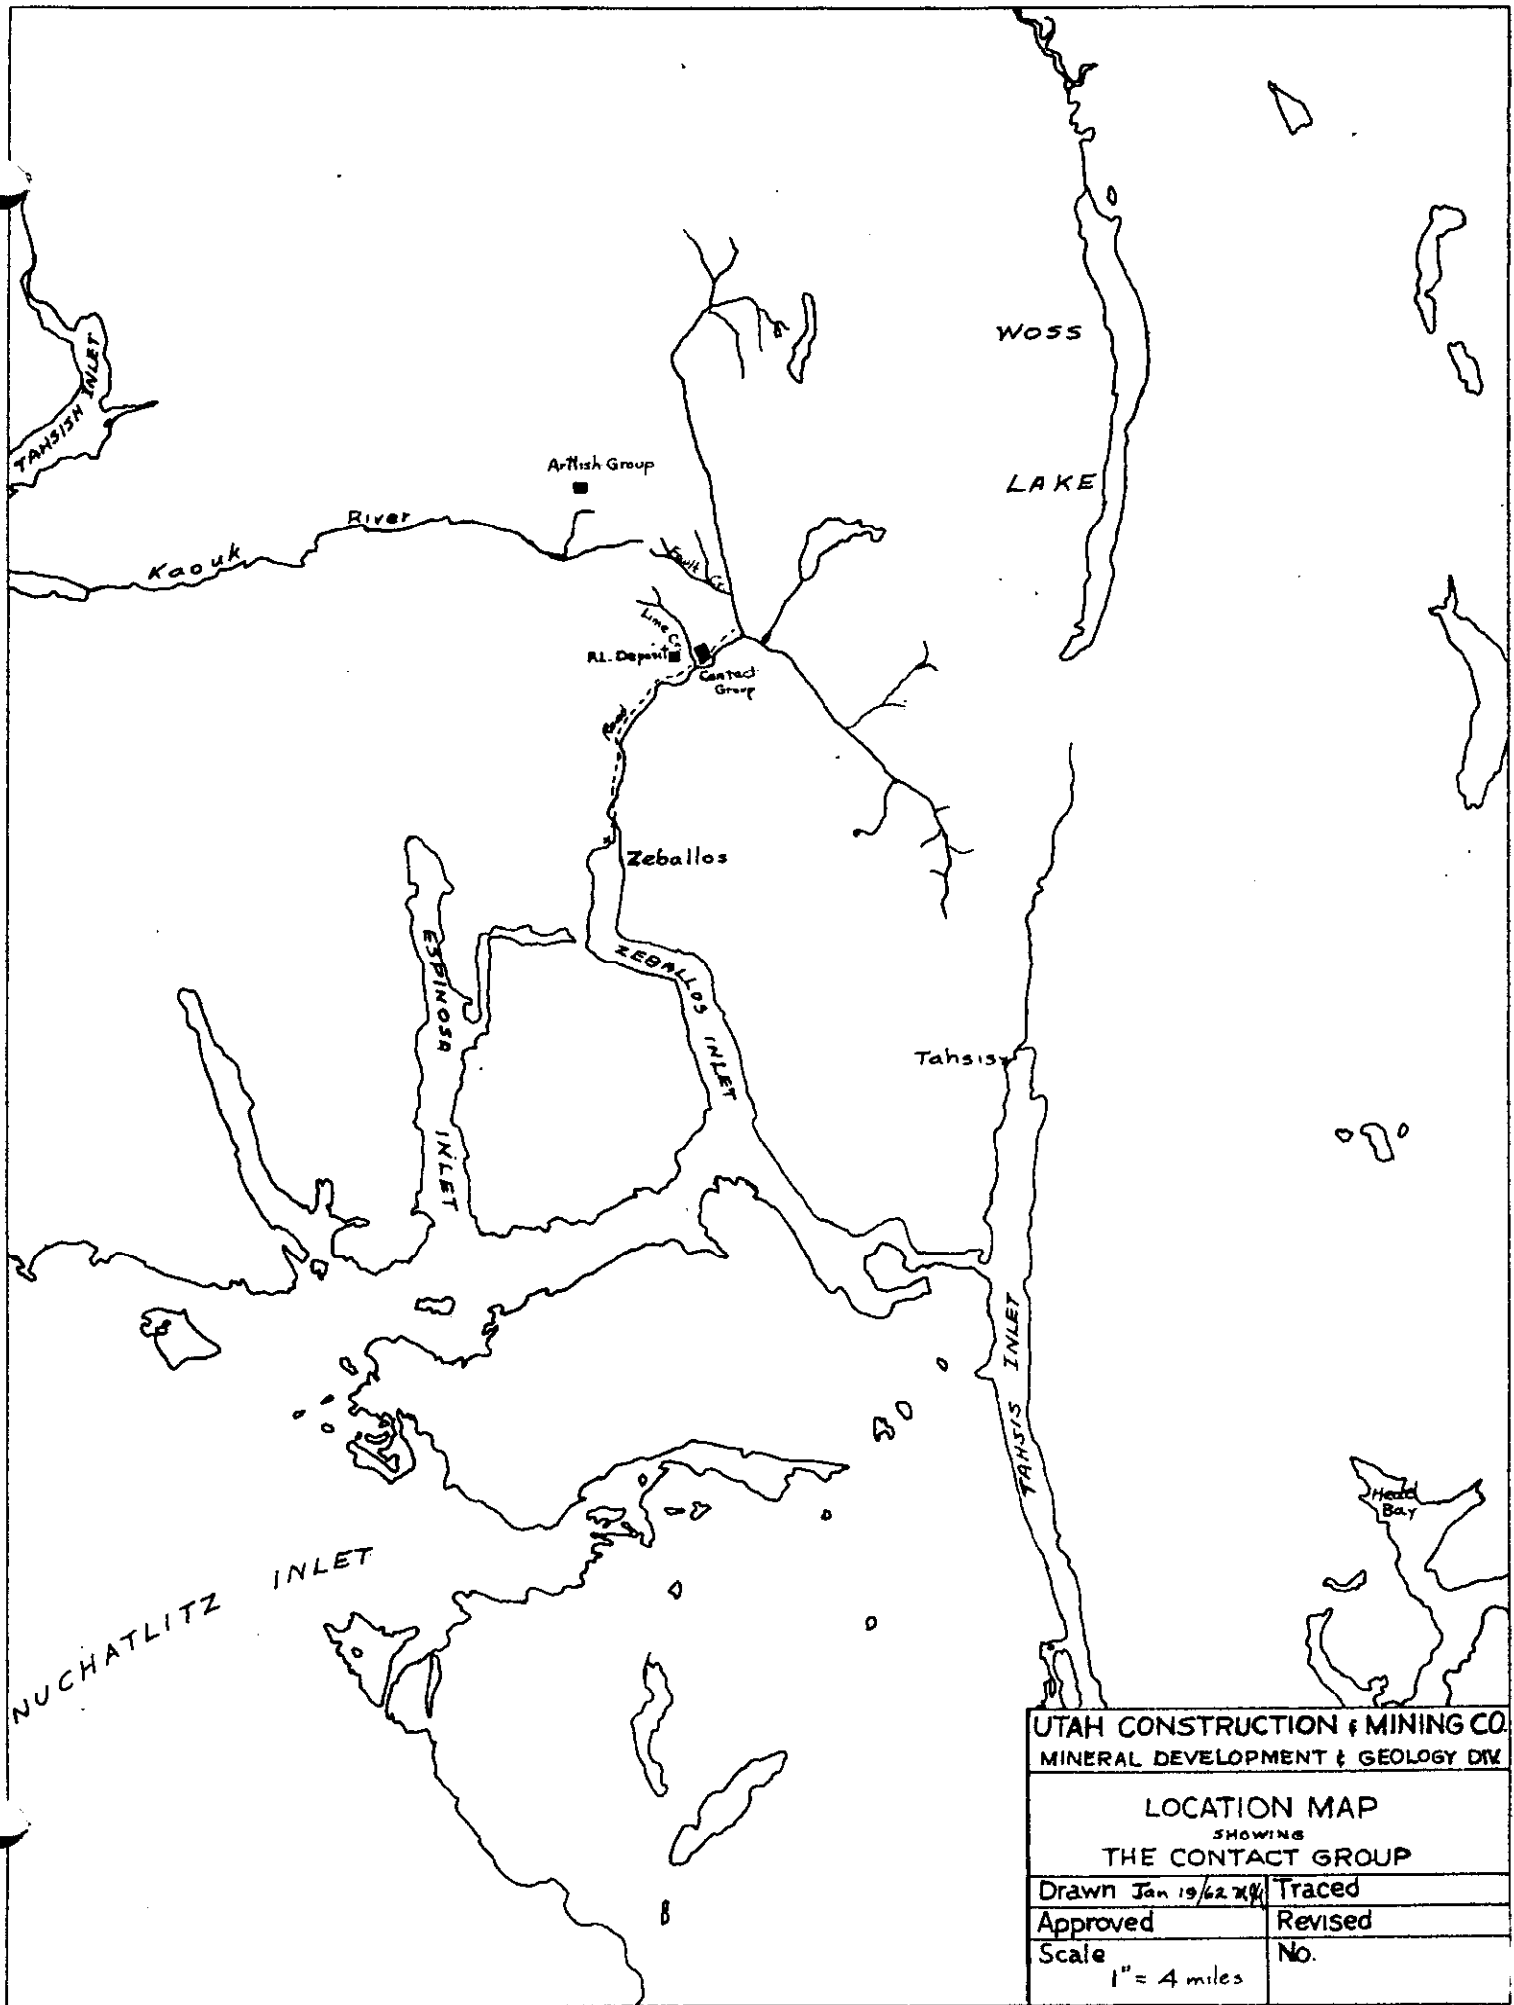 WOSS
LAKE
TAHSISH INLET
Artlish Group
Kaouk River
Fault Cr.
Lime Cr.
F.L. Deposit
Contact
Group
Road
Zeballos
ESPINOSA INLET
ZEBALLOS INLET
Tahsis
TAHSIS INLET
Head
Bay
NUCHATLITZ INLET
UTAH CONSTRUCTION & MINING CO.
MINERAL DEVELOPMENT & GEOLOGY DIV.
LOCATION MAP
SHOWING
THE CONTACT GROUP
Drawn Jan 19/62
Traced
Approved
Revised
Scale
1" = 4 miles
No.